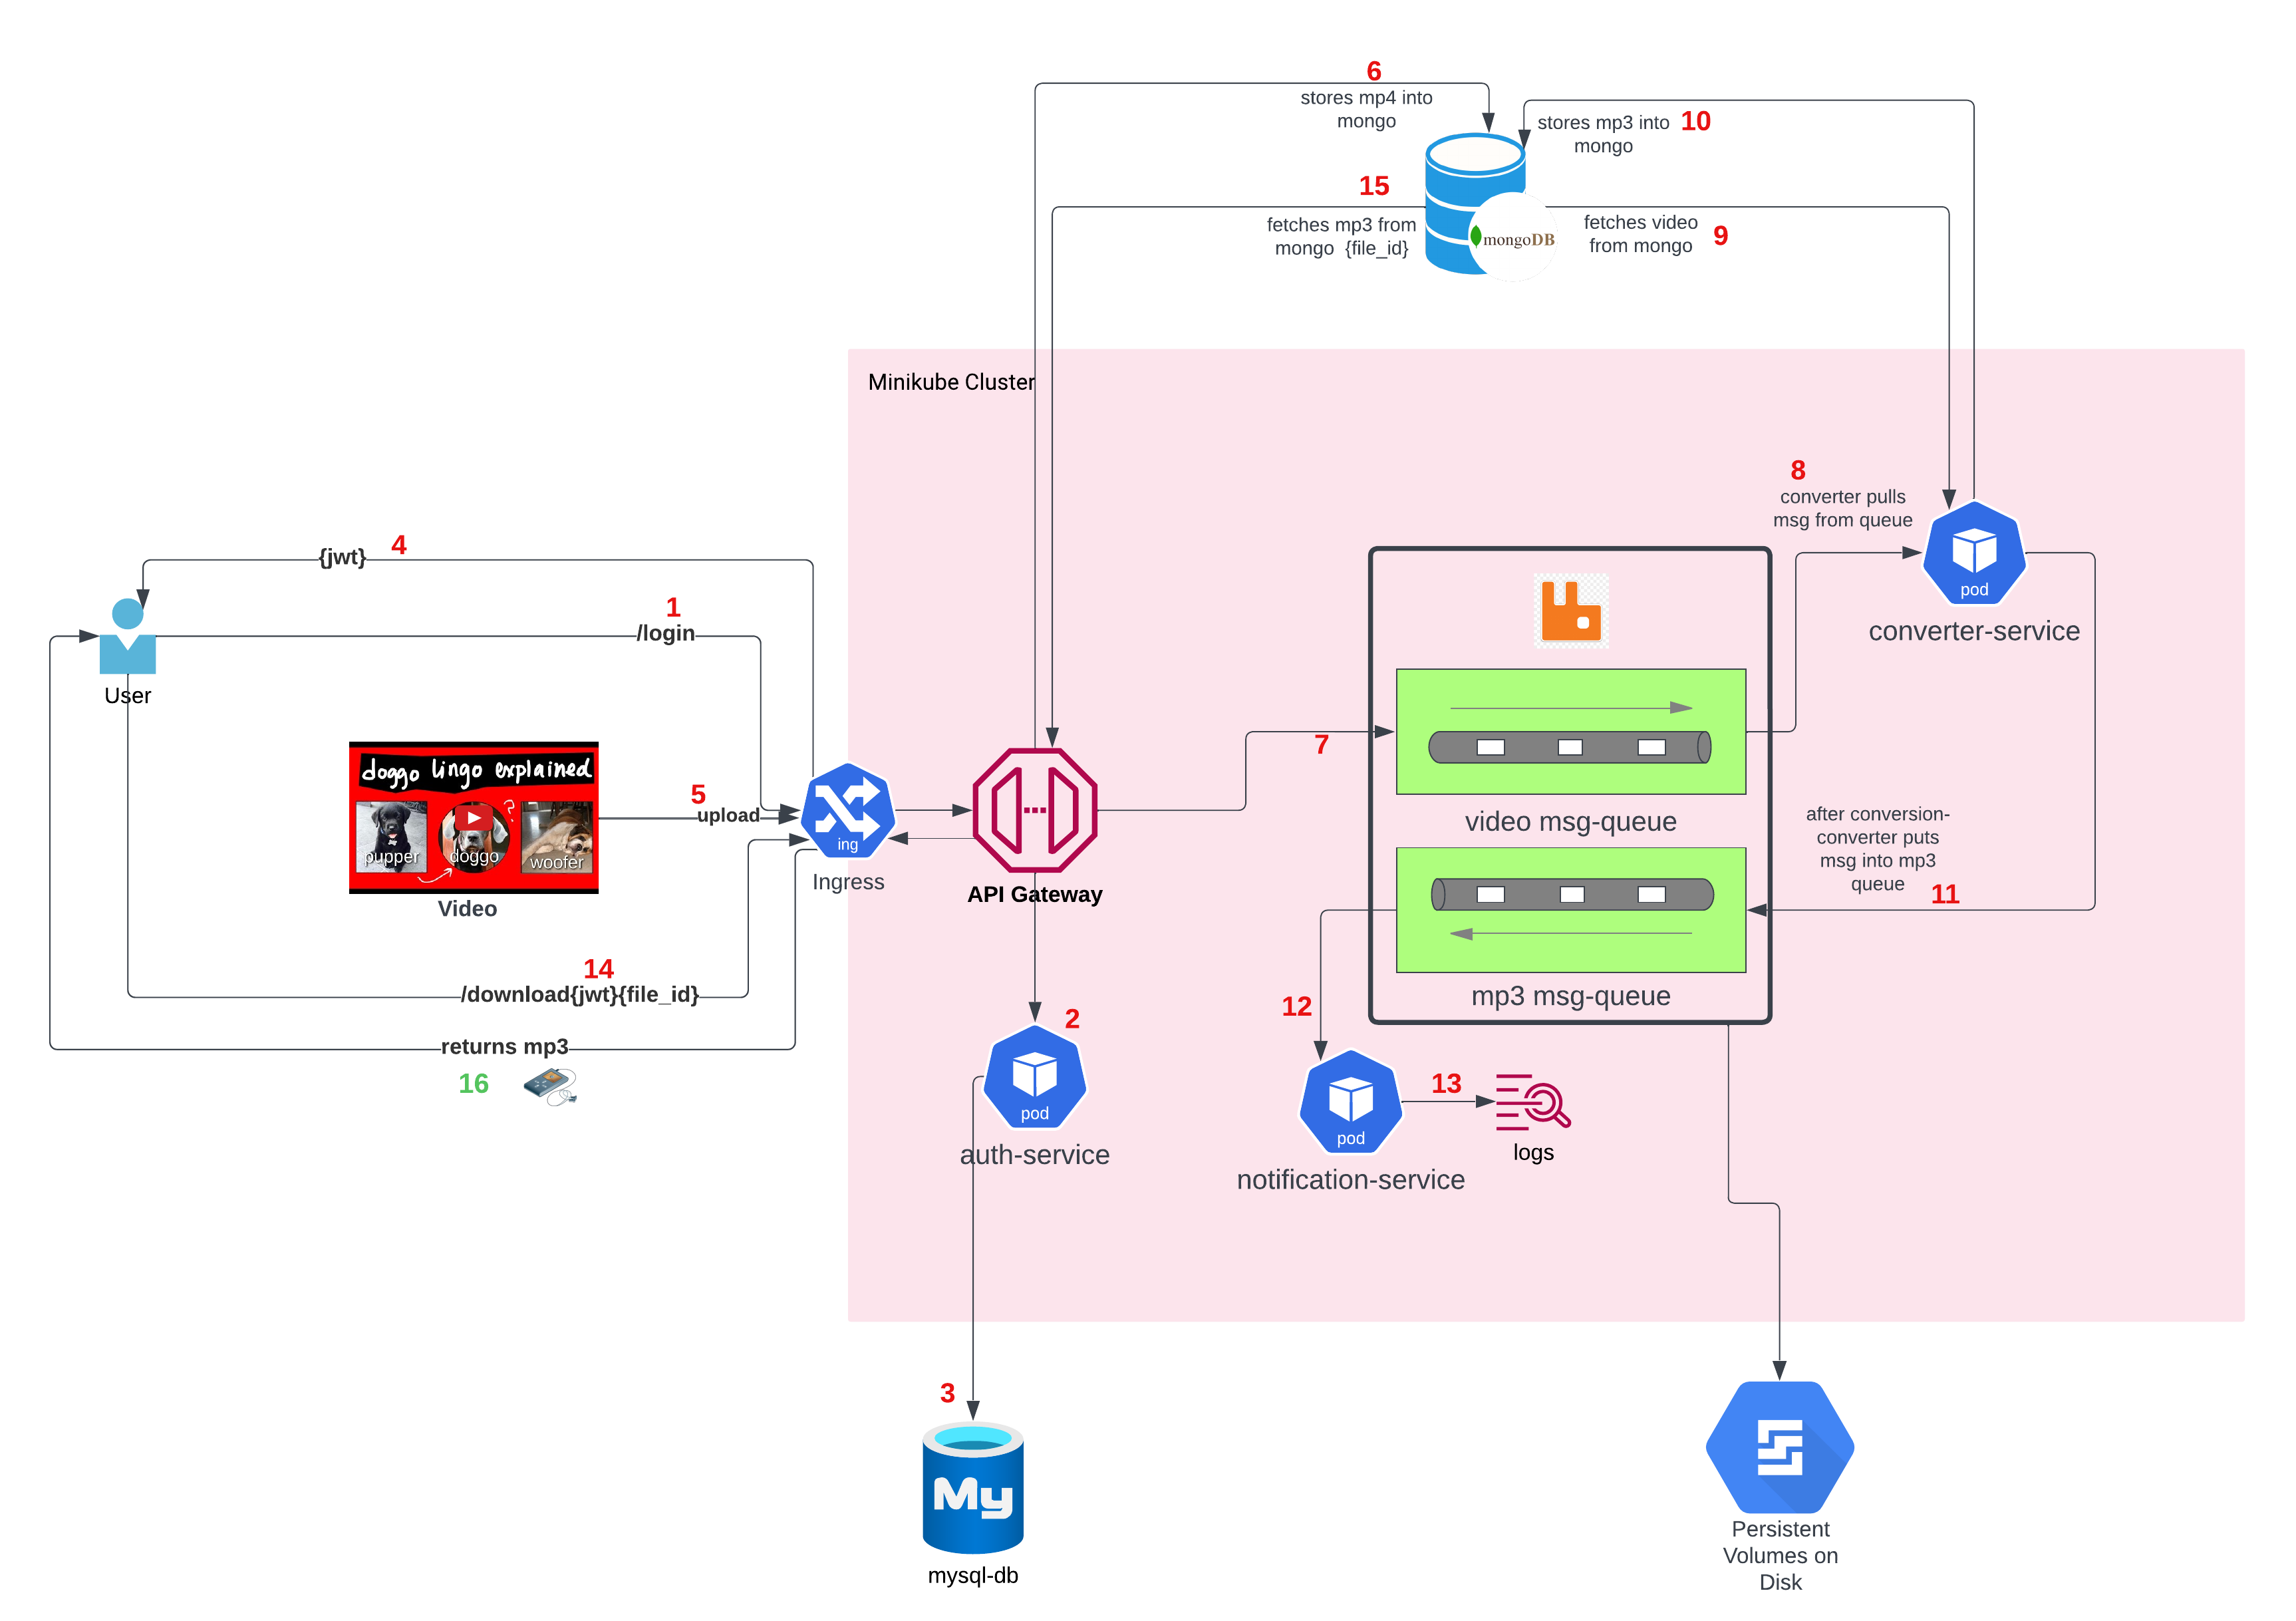 6
stores mp4 into
mongo
stores mp3 into
mongo
10
15
fetches mp3 from
mongo {file_id}
mongoDB
fetches video
from mongo
9
Minikube Cluster
8
converter pulls
msg from queue
pod
converter-service
4
{jwt}
1
/login
User
7
doggo lingo explained
?
pupper
doggo
woofer
Video
5
upload
ing
Ingress
API Gateway
video msg-queue
after conversion-
converter puts
msg into mp3
queue
11
mp3 msg-queue
14
/download{jwt}{file_id}
returns mp3
16
2
pod
auth-service
12
pod
notification-service
13
logs
3
My
mysql-db
Persistent
Volumes on
Disk